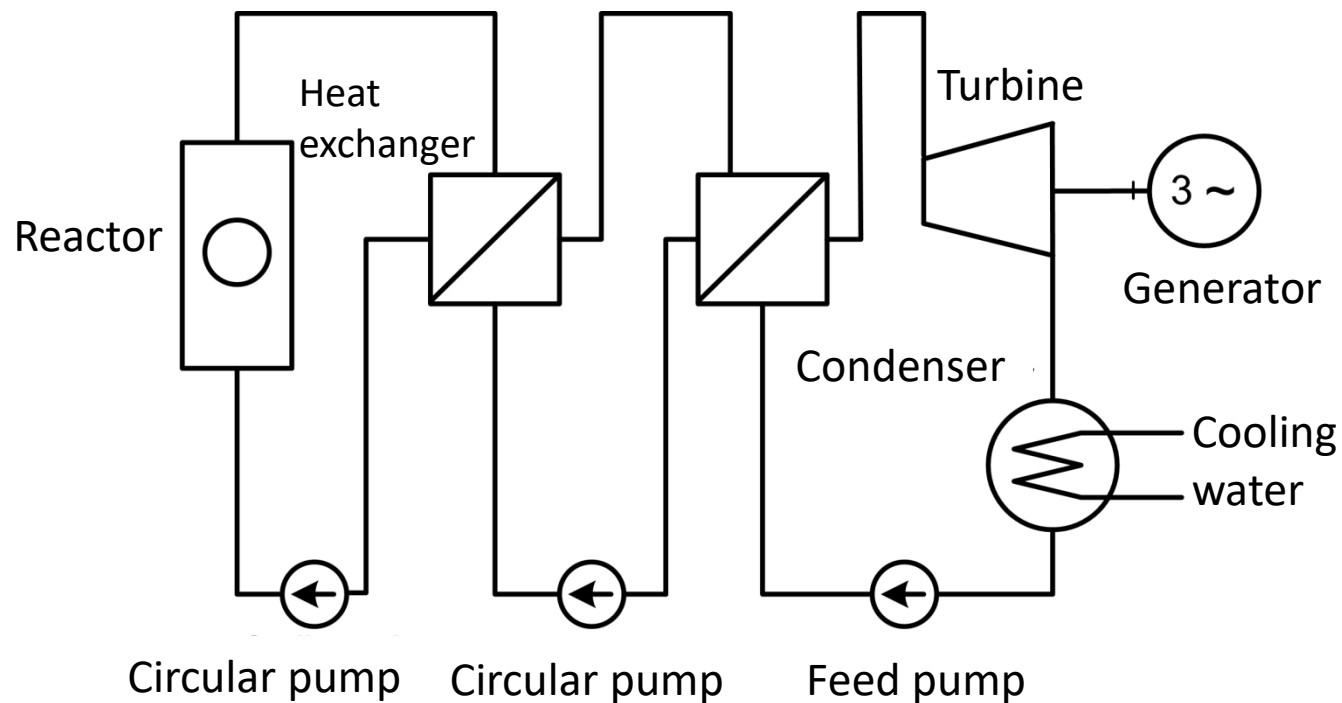 Heat
exchanger
Turbine
3 ~
Reactor
Generator
Condenser
Cooling
water
Circular pump
Circular pump
Feed pump